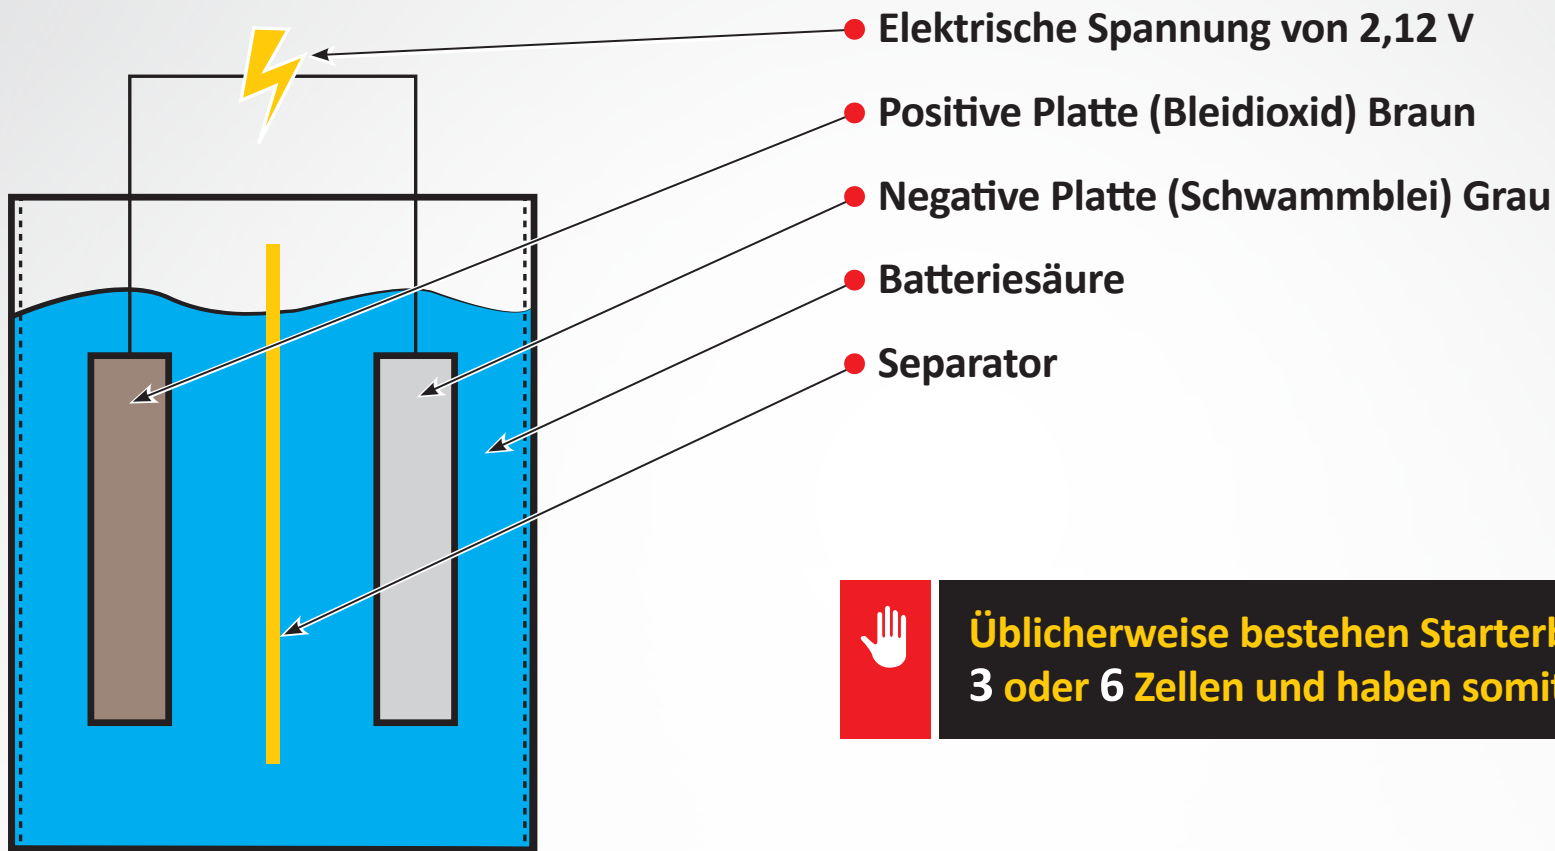 Elektrische Spannung von 2,12 V
Positive Platte (Bleidioxid) Braun
Negative Platte (Schwammblei) Grau
Batteriesäure
Separator
Üblicherweise bestehen
3 oder 6 Zellen und haben somit